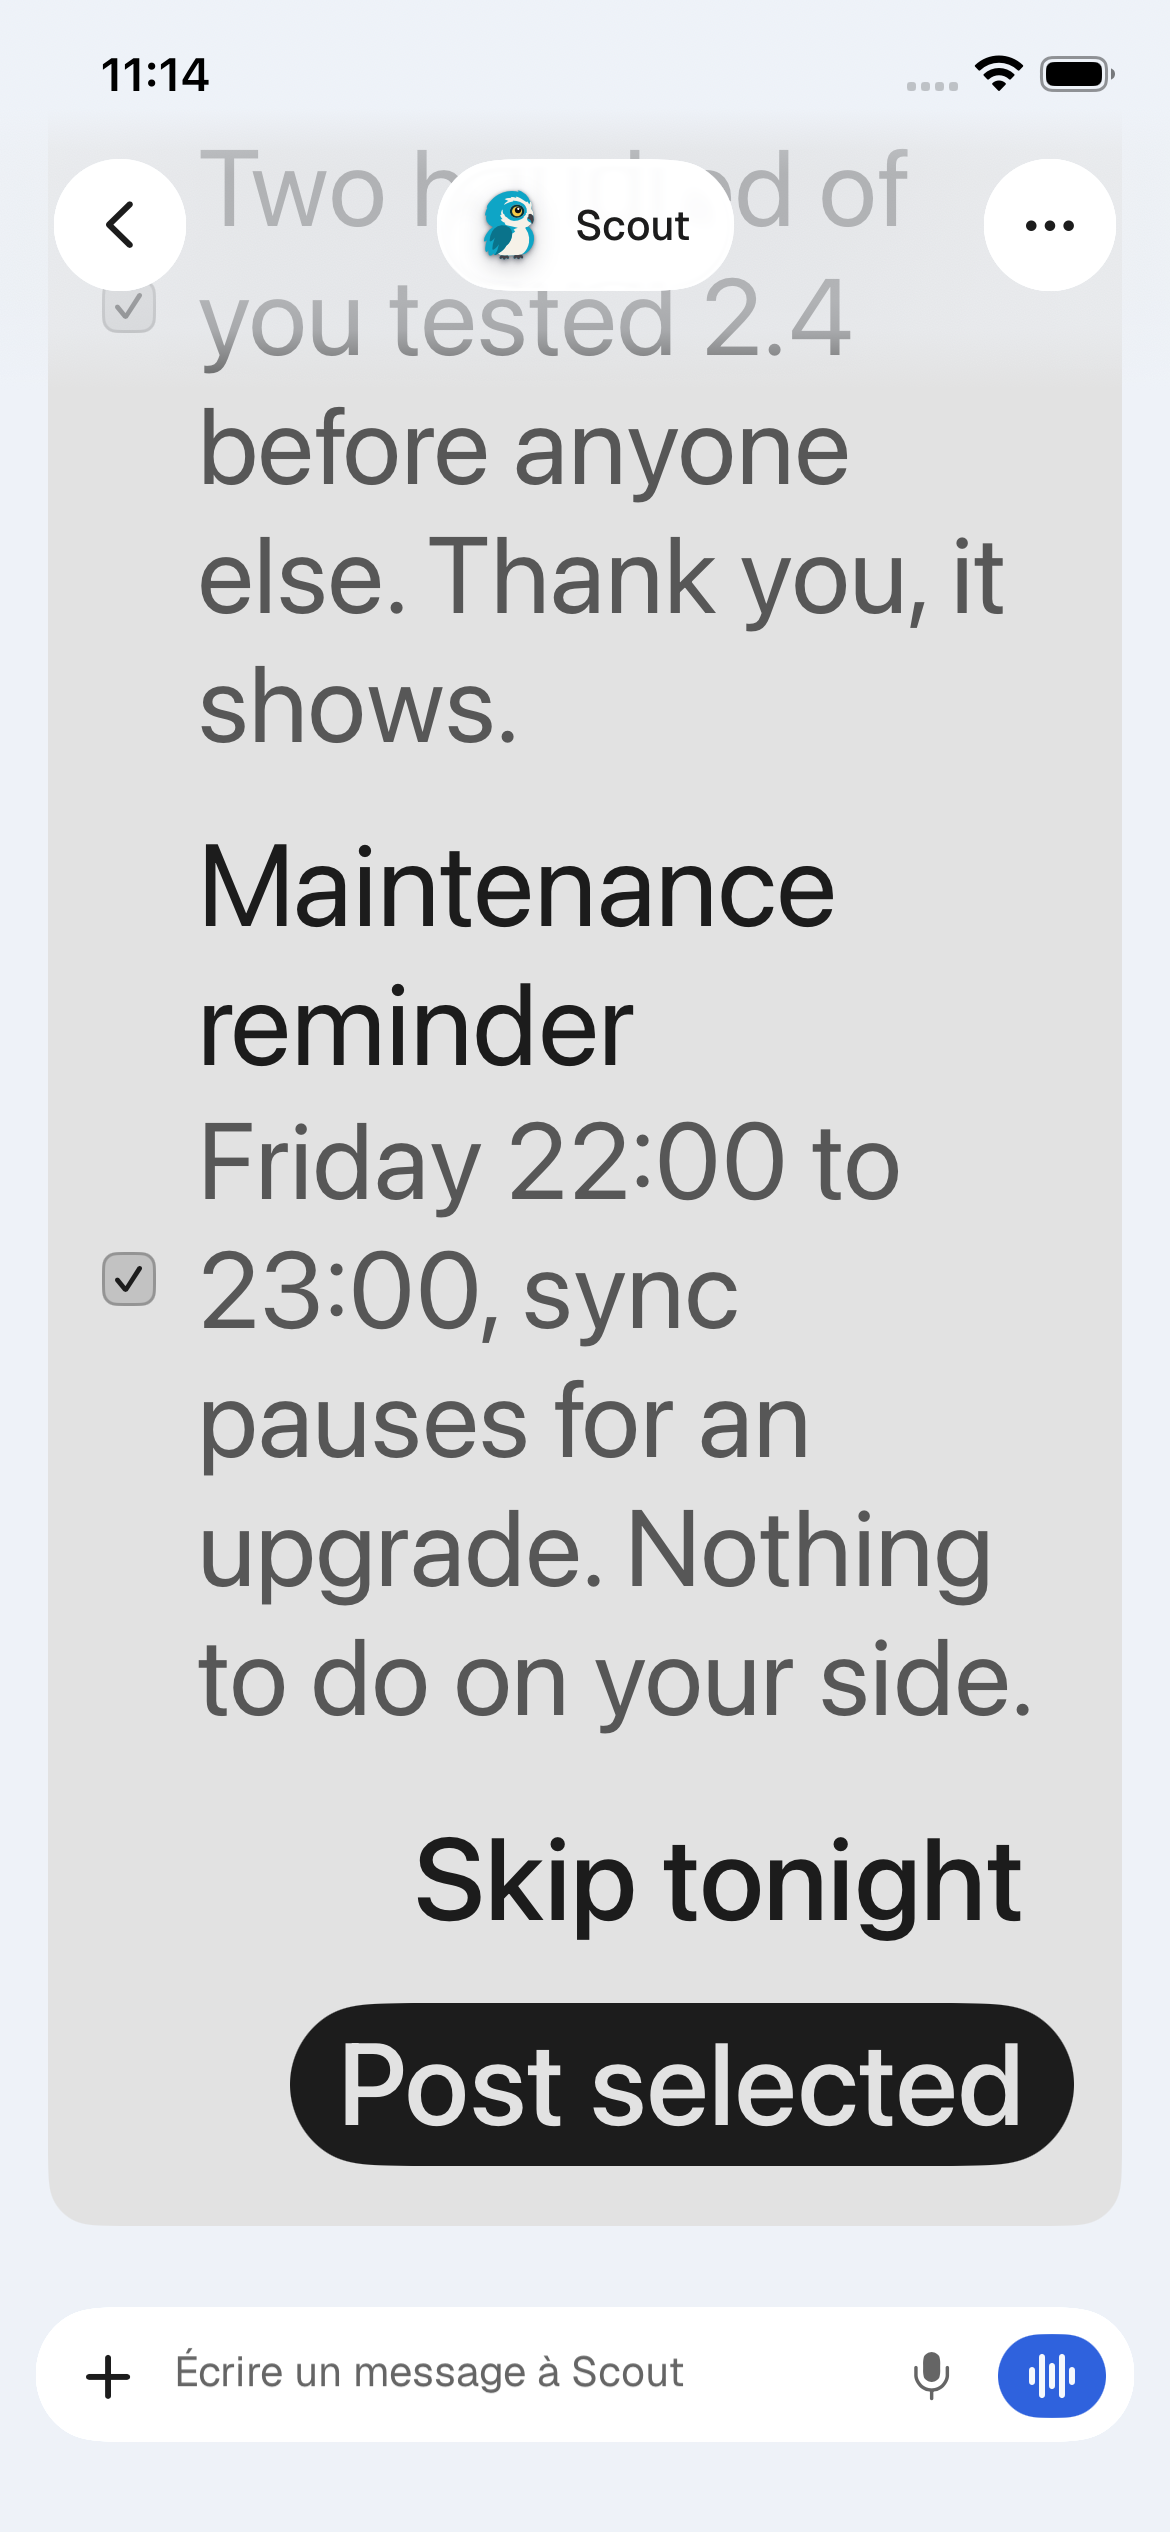 11:14
Scout
Two of
you tested 2.4
before anyone
else. Thank you, it
shows.
Maintenance
reminder
Friday 22:00 to
23:00, sync
pauses for an
upgrade. Nothing
to do on your side.
Skip tonight
Post selected
Écrire un message à Scout